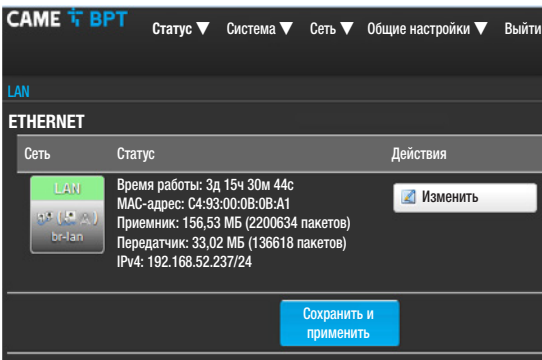 CAME BPT Статус ▼ Система ▼ Сеть ▼ Общие настройки ▼ Выйти
LAN
ETHERNET
Сеть Статус Действия
LAN
br-lan
Время работы: 3д 15ч 30м 44с
MAC-адрес: C4:93:00:0B:0B:A1
Приемник: 156,53 МБ (2200634 пакетов)
Передатчик: 33,02 МБ (136618 пакетов)
IPv4: 192.168.52.237/24
Изменить
Сохранить и
применить